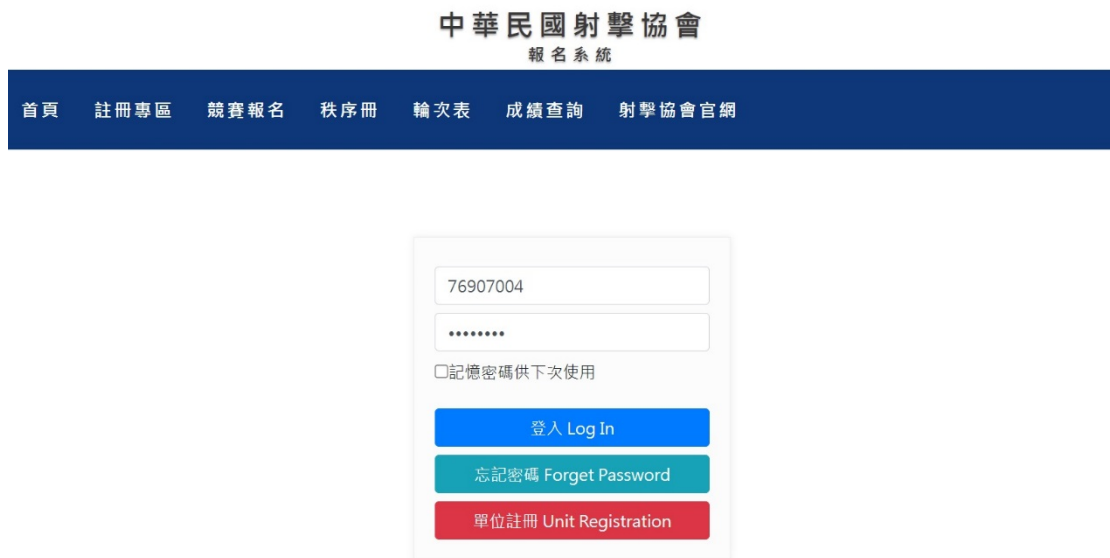 中華民國射擊協會
報名系統
首頁 註冊專區 競賽報名 秩序冊 輪次表 成績查詢 射擊協會官網
76907004
••••••••
記憶密碼供下次使用
登入 Log In
忘記密碼 Forget Password
單位註冊 Unit Registration